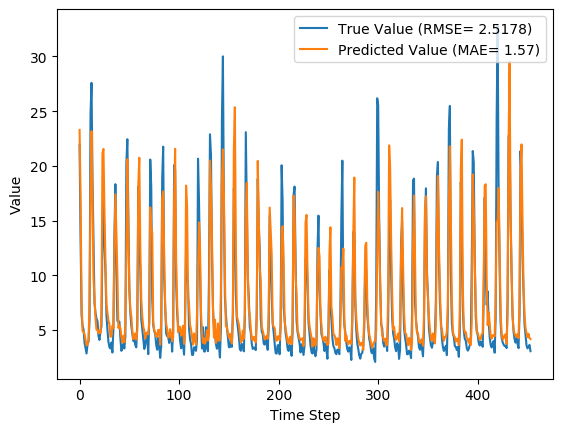 True Value (RMSE= 2.5178)
Predicted Value (MAE= 1.57)
30
25
20
15
10
5
Value
0
100
200
300
400
Time Step